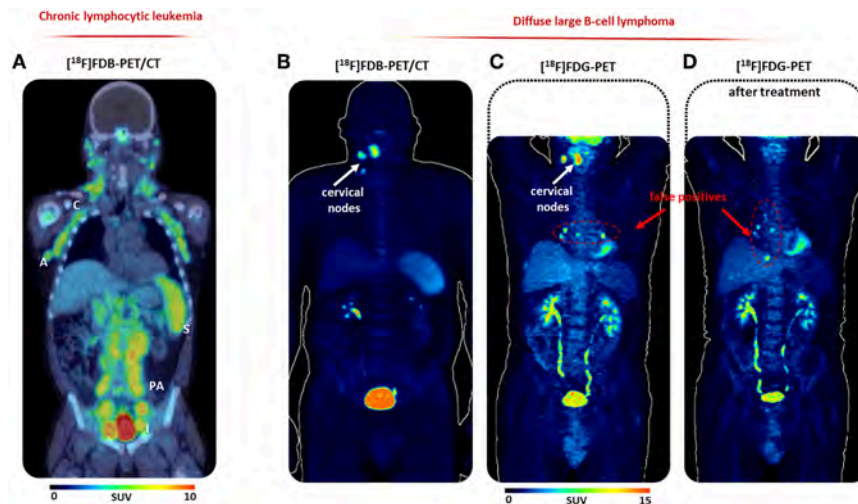 Chronic lymphocytic leukemia
Diffuse large B-cell lymphoma
A
[¹⁸F]FDB-PET/CT
B
[¹⁸F]FDB-PET/CT
C
[¹⁸F]FDG-PET
D
[¹⁸F]FDG-PET
after treatment
cervical
nodes
cervical
nodes
false positives
C
A
S
PA
I
0
SUV
10
0
SUV
15